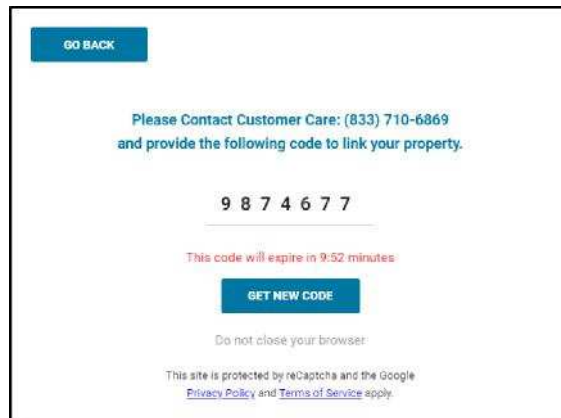 GO BACK
Please Contact Customer Care: (833) 710-6869
and provide the following code to link your property.
9 8 7 4 6 7 7
This code will expire in 9:52 minutes
GET NEW CODE
Do not close your browser
This site is protected by reCaptcha and the Google
Privacy Policy and Terms of Service apply.